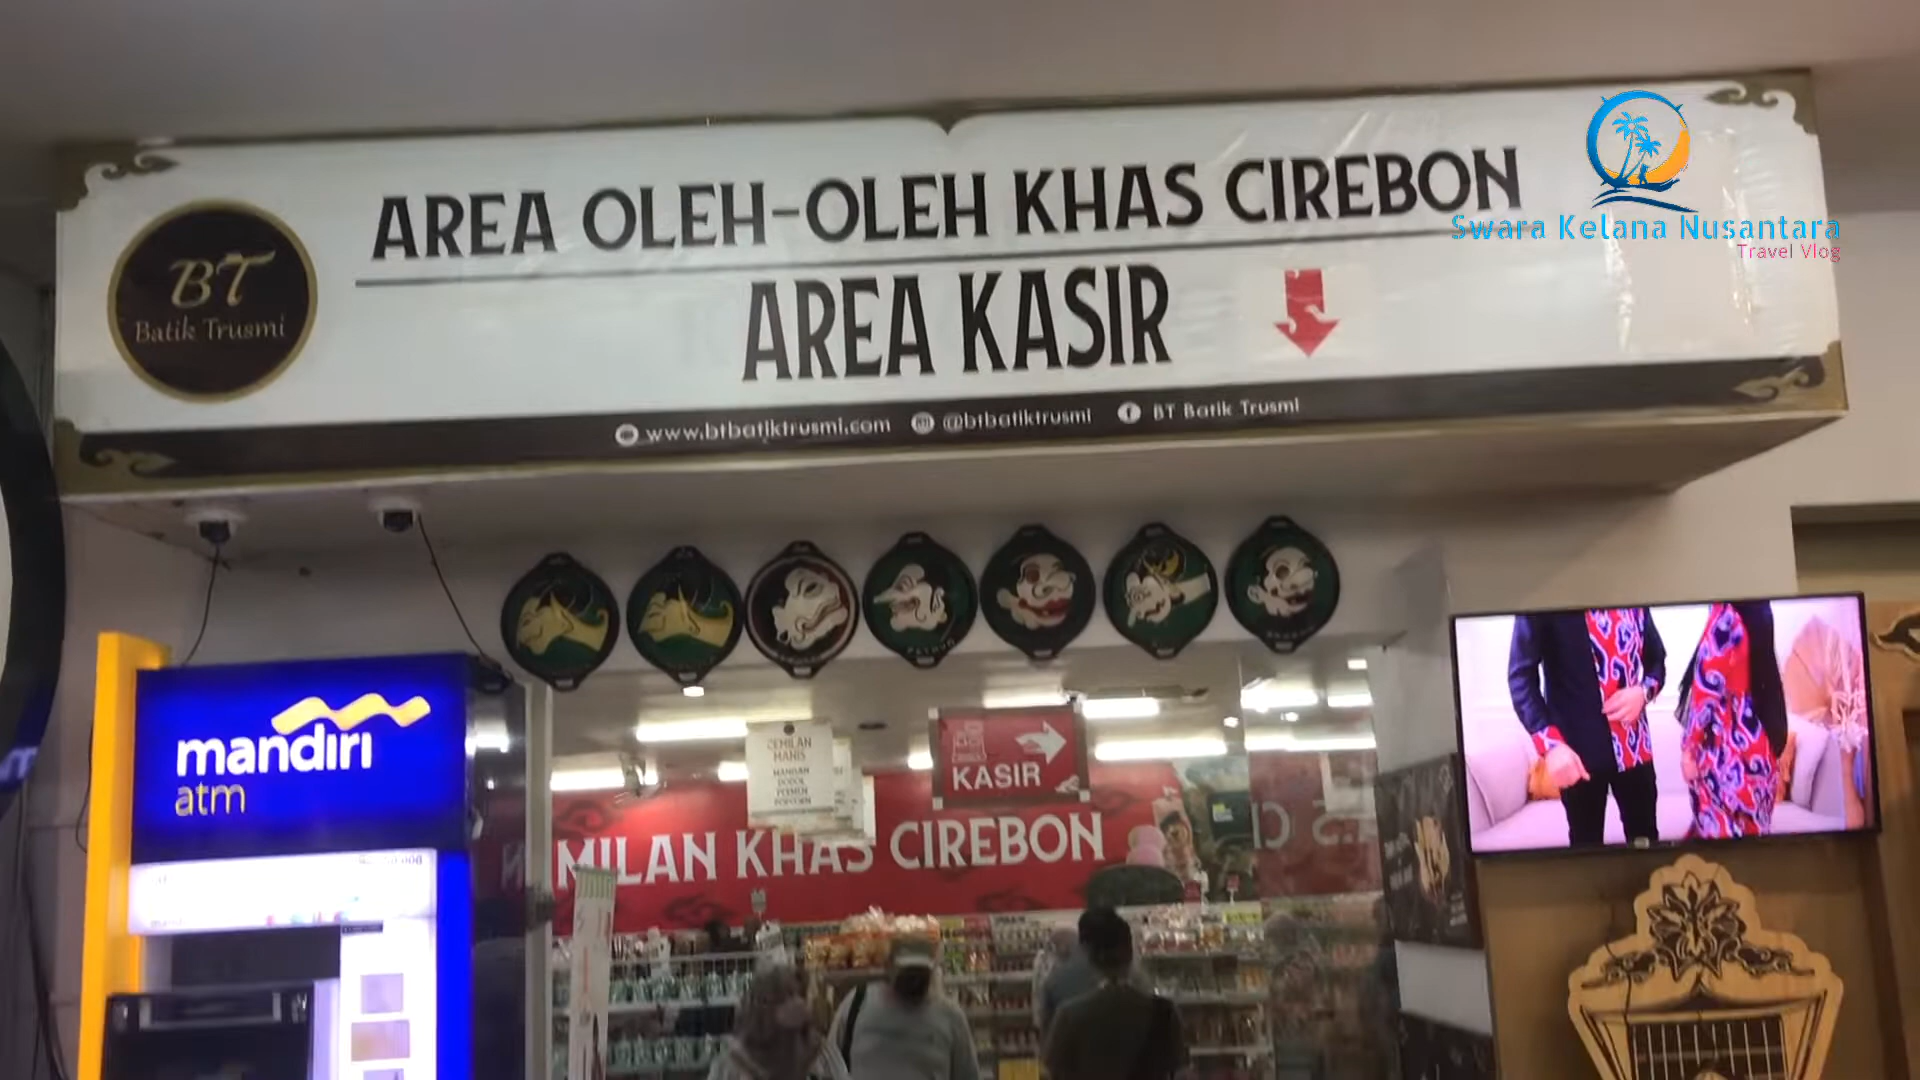 AREA OLEH-OLEH KHAS CIREBON
AREA KASIR
BT
Batik Trusmi
www.btbatiktrusmi.com @btbatiktrusmi BT Batik Trusmi
Swara Kelana Nusantara
Travel Vlog
mandiri
atm
CEMILAN
MANIS
KASIR
MILAN KHAS CIREBON